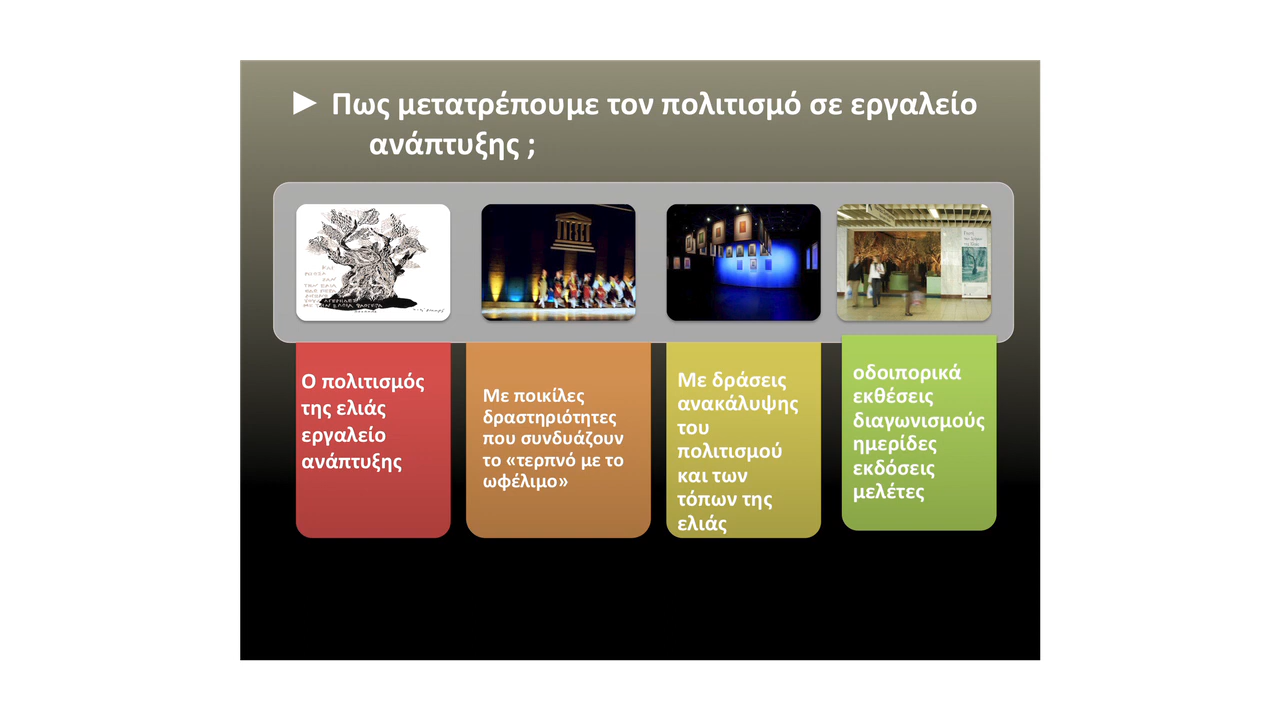 ► Πως μετατρέπουμε τον πολιτισμό σε εργαλείο
ανάπτυξης ;
Ο πολιτισμός
της ελιάς
εργαλείο
ανάπτυξης
Με ποικίλες
δραστηριότητες
που συνδυάζουν
το «τερπνό με το
ωφέλιμο»
Με δράσεις
ανακάλυψης
του
πολιτισμού
και των
τόπων της
ελιάς
οδοιπορικά
εκθέσεις
διαγωνισμούς
ημερίδες
εκδόσεις
μελέτες